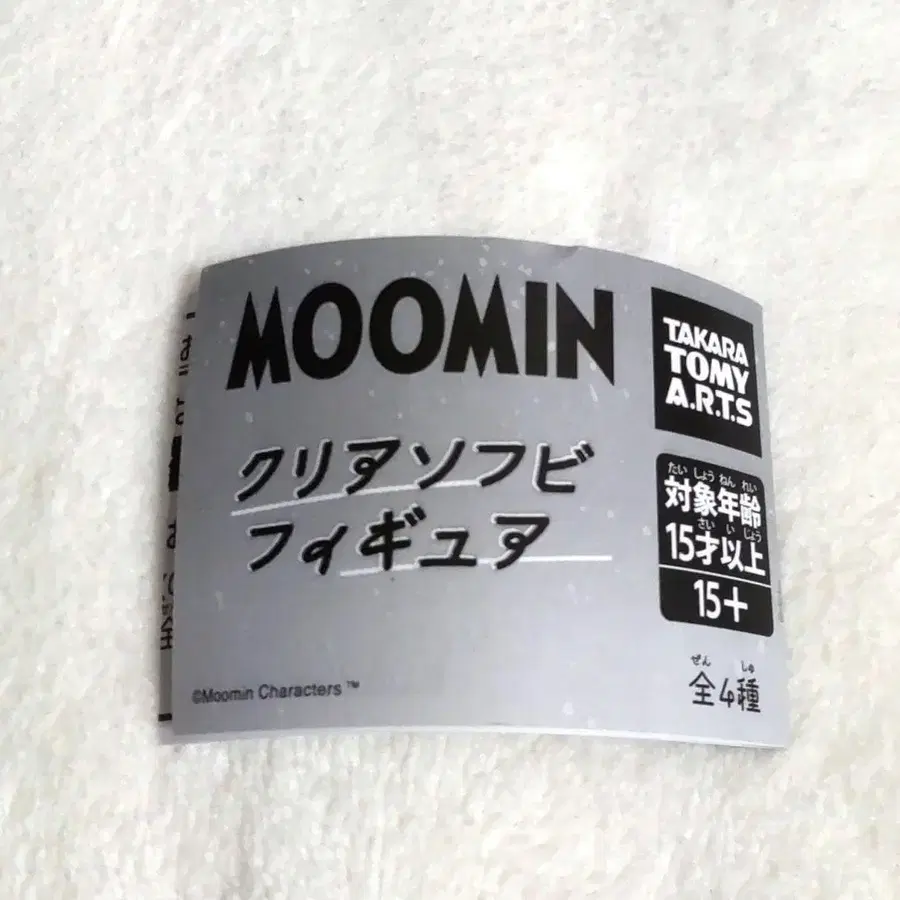 MOOMIN
TAKARA
TOMY
A.R.T.S
クリアソフビ
フィギュア
たいしょうねんれい
対象年齢
さいいじょう
15才以上
15+
©Moomin Characters™
ぜんしゅ
全4種